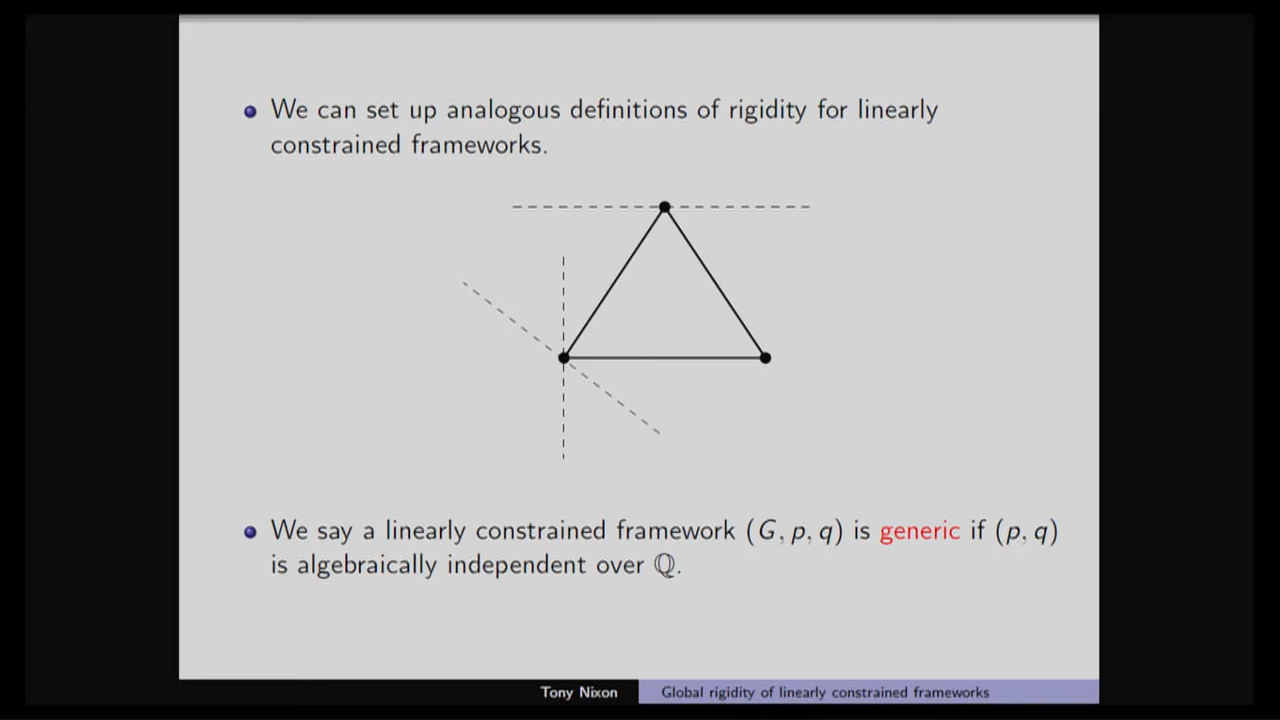 We can set up analogous definitions of rigidity for linearly
constrained frameworks.
We say a linearly constrained framework (G, p, q) is generic if (p, q)
is algebraically independent over ℚ.
Tony Nixon
Global rigidity of linearly constrained frameworks